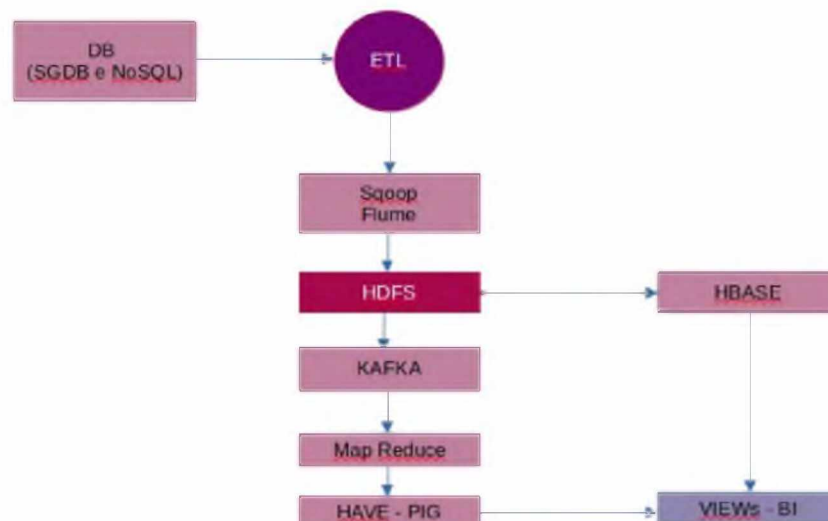 DB
(SGDB e NoSQL)
ETL
Sqoop
Flume
HDFS
HBASE
KAFKA
Map Reduce
HAVE - PIG
VIEWs - BI